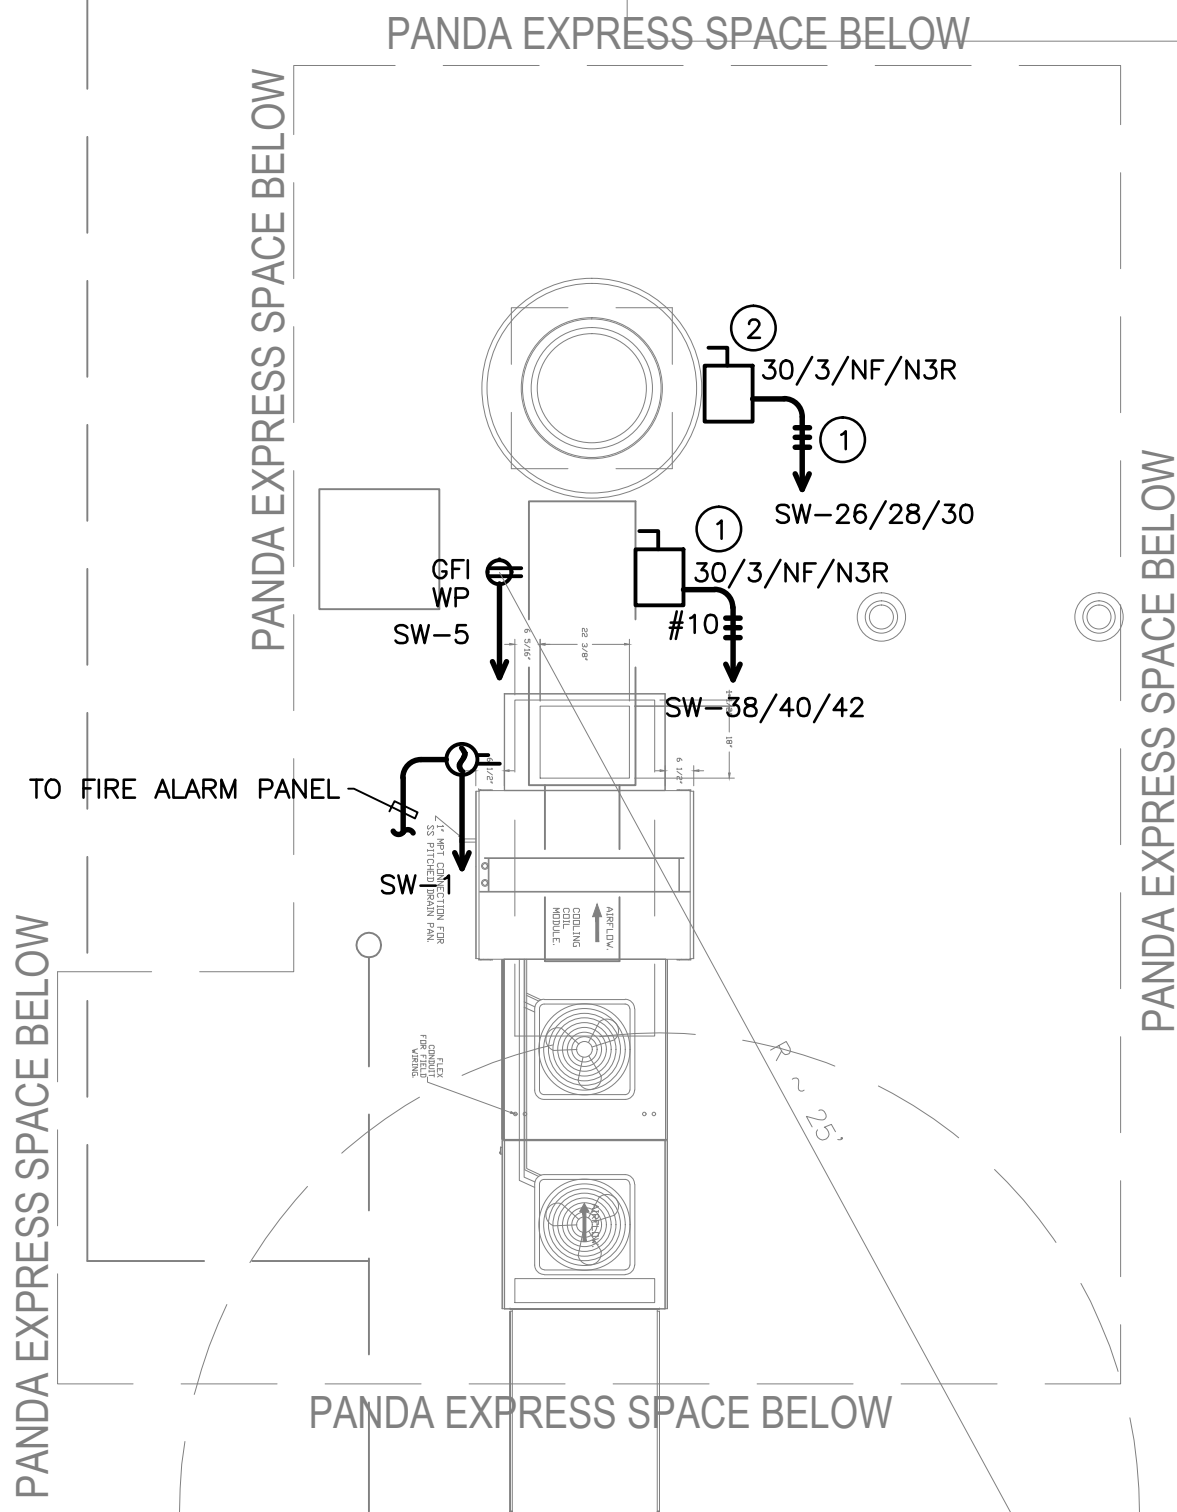 PANDA EXPRESS SPACE BELOW
PANDA EXPRESS SPACE BELOW
2
30/3/NF/N3R
1
SW-26/28/30
1
30/3/NF/N3R
#10
SW-38/40/42
GFI
WP
SW-5
6 5/16"
22 3/8"
18"
6 1/2"
6 1/2"
TO FIRE ALARM PANEL
SW-1
1" MPT CONNECTION FOR
SS PITCHED DRAIN PAN.
AIRFLOW.
COOLING
COIL
MODULE.
FLEX
CONDUIT
FOR FIELD
WIRING.
R ~ 25'
AIRFLOW.
PANDA EXPRESS SPACE BELOW
PANDA EXPRESS SPACE BELOW
PANDA EXPRESS SPACE BELOW